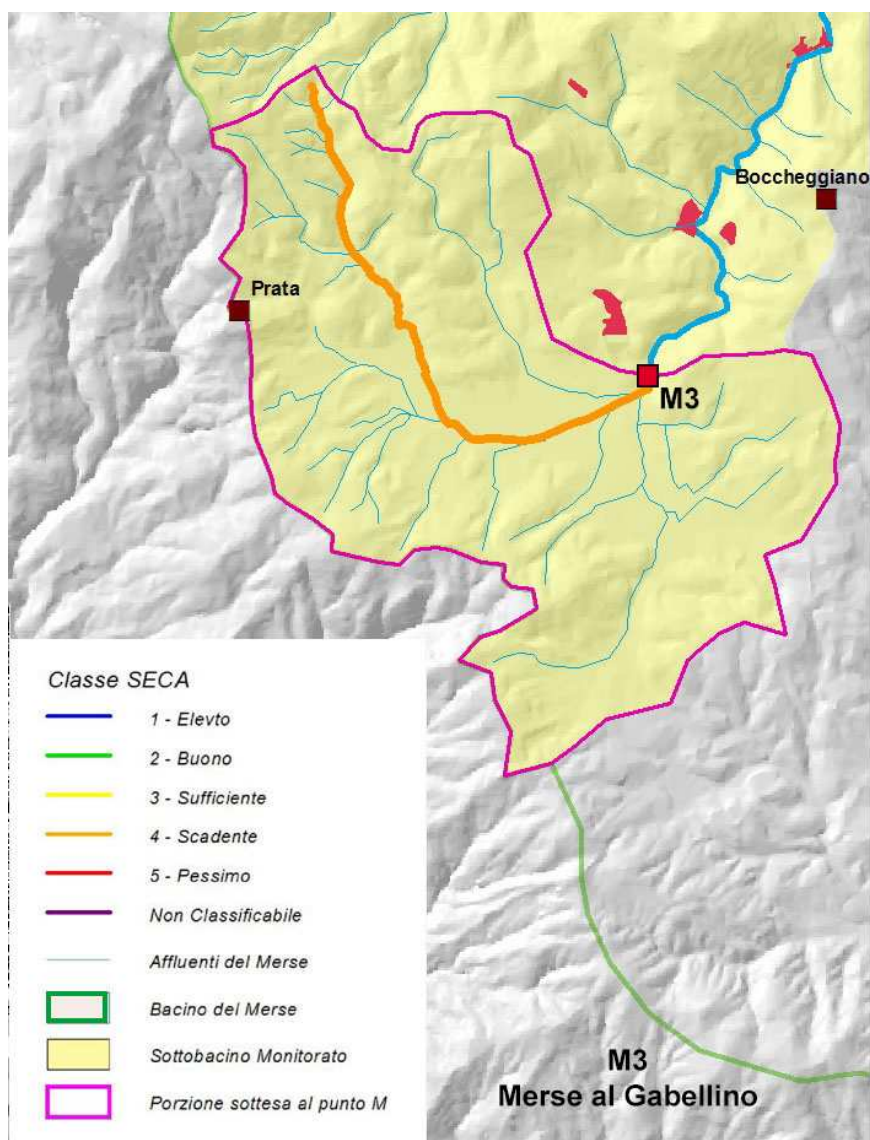 Boccheggiano
Prata
M3
Classe SECA
1 - Elevto
2 - Buono
3 - Sufficiente
4 - Scadente
5 - Pessimo
Non Classificabile
Affluenti del Merse
Bacino del Merse
Sottobacino Monitorato
Porzione sottesa al punto M
M3
Merse al Gabellino